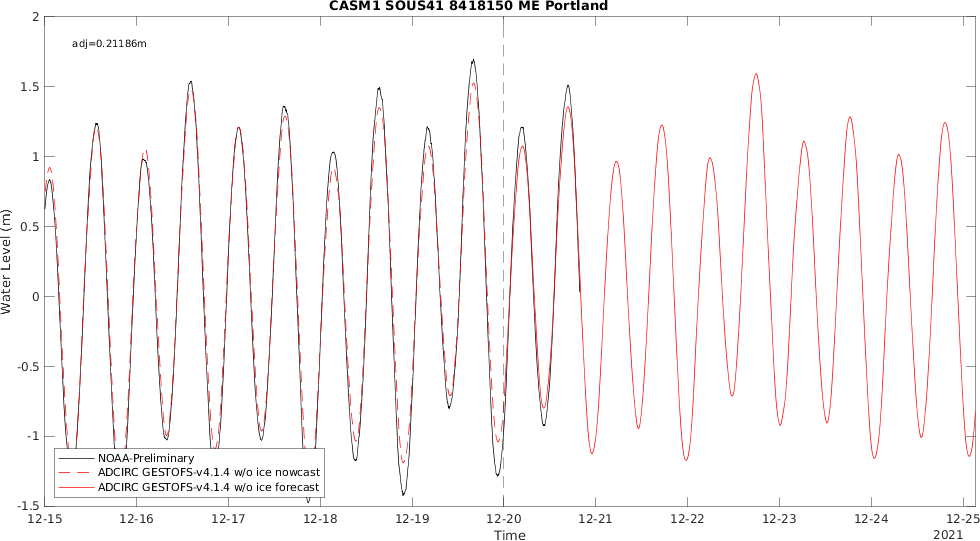 CASM1 SOUS41 8418150 ME Portland
2
adj=0.21186m
1.5
1
0.5
Water Level (m)
0
-0.5
-1
NOAA-Preliminary
ADCIRC GESTOFS-v4.1.4 w/o ice nowcast
ADCIRC GESTOFS-v4.1.4 w/o ice forecast
-1.5
12-15 12-16 12-17 12-18 12-19 12-20 12-21 12-22 12-23 12-24 12-25
Time 2021